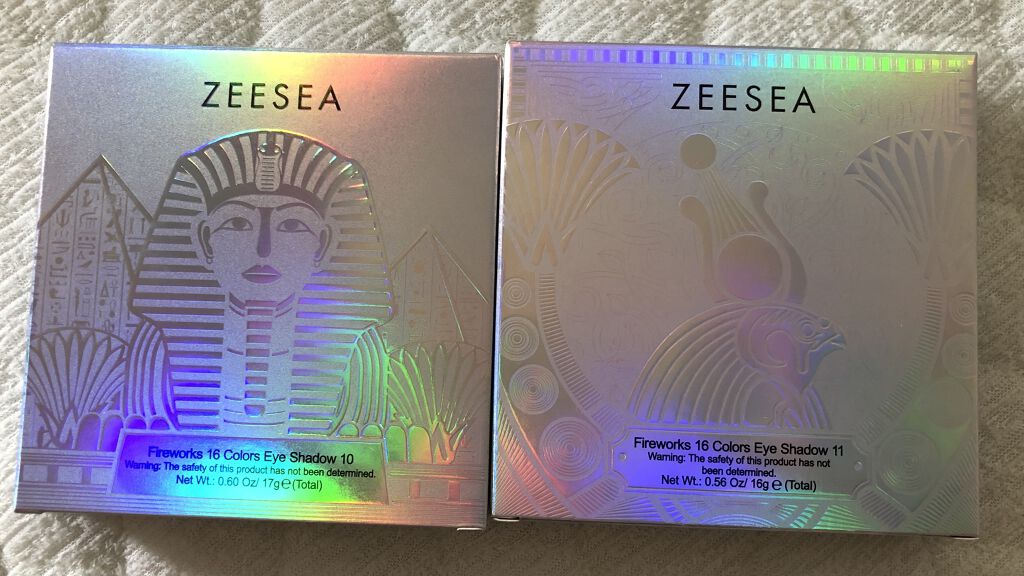 ZEESEA
Fireworks 16 Colors Eye Shadow 10
Warning: The safety of this product has not been determined.
Net Wt.: 0.60 Oz/ 17g℮(Total)
ZEESEA
Fireworks 16 Colors Eye Shadow 11
Warning: The safety of this product has not
been determined.
Net Wt.: 0.56 Oz/ 16g ℮ (Total)